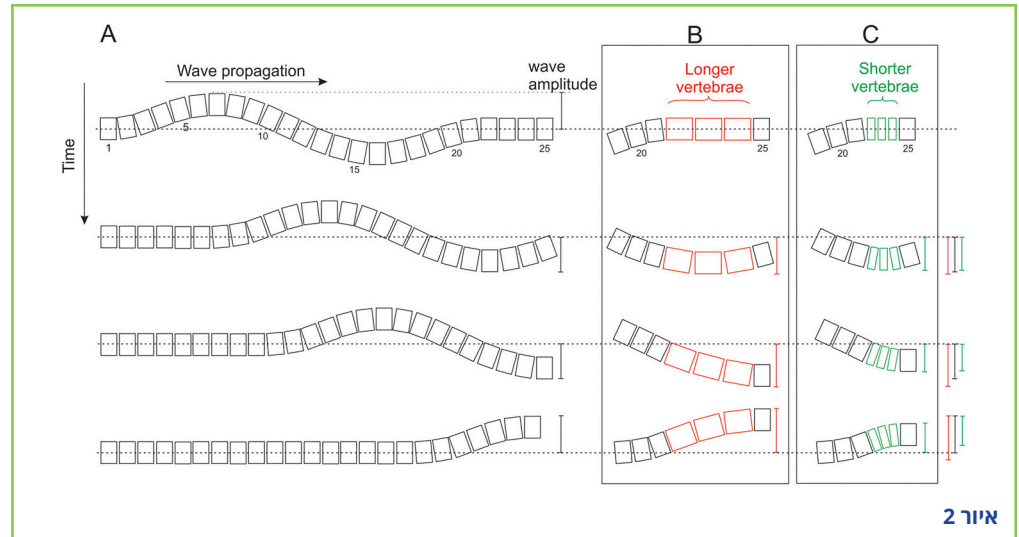 A
B
C
Wave propagation
wave
amplitude
Longer
vertebrae
Shorter
vertebrae
Time
1
5
10
15
20
25
20
25
20
25
איור 2